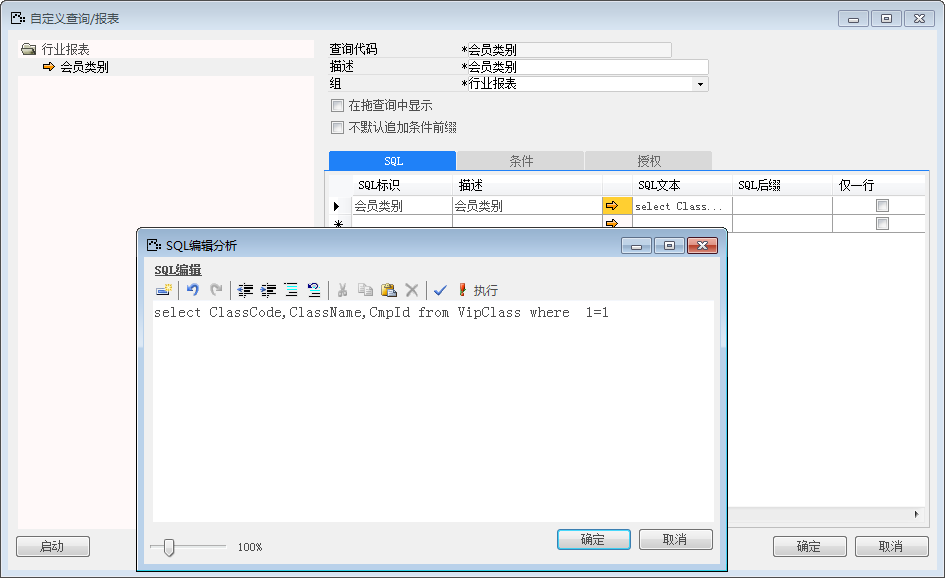 自定义查询/报表
行业报表
会员类别
查询代码 *会员类别
描述 *会员类别
组 *行业报表
在拖查询中显示
不默认追加条件前缀
SQL 条件 授权
SQL标识 描述 SQL文本 SQL后缀 仅一行
会员类别 会员类别 select Class...
*
SQL编辑分析
SQL编辑
执行
select ClassCode,ClassName,CmpId from VipClass where  1=1
100% 确定 取消
启动 确定 取消